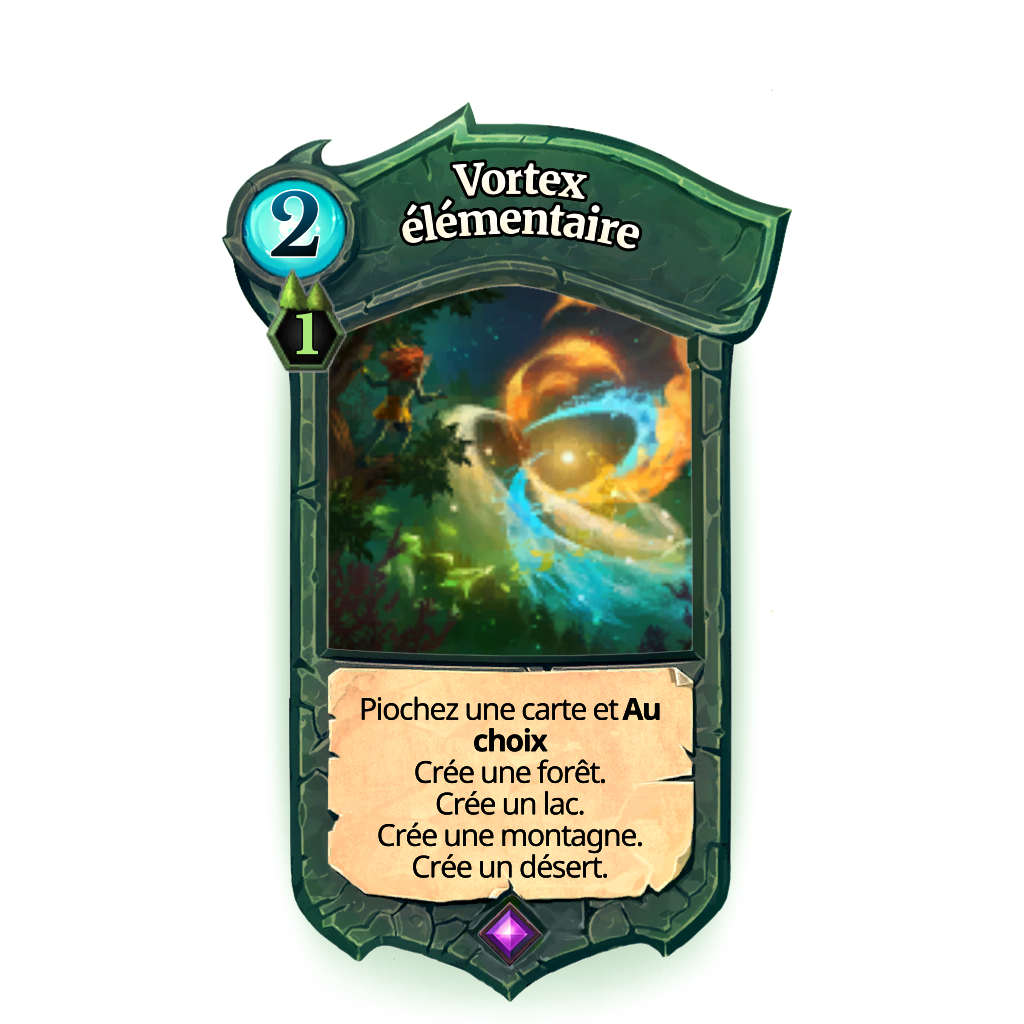 Vortex
élémentaire
2
1
Piochez une carte et Au
choix
Crée une forêt.
Crée un lac.
Crée une montagne.
Crée un désert.